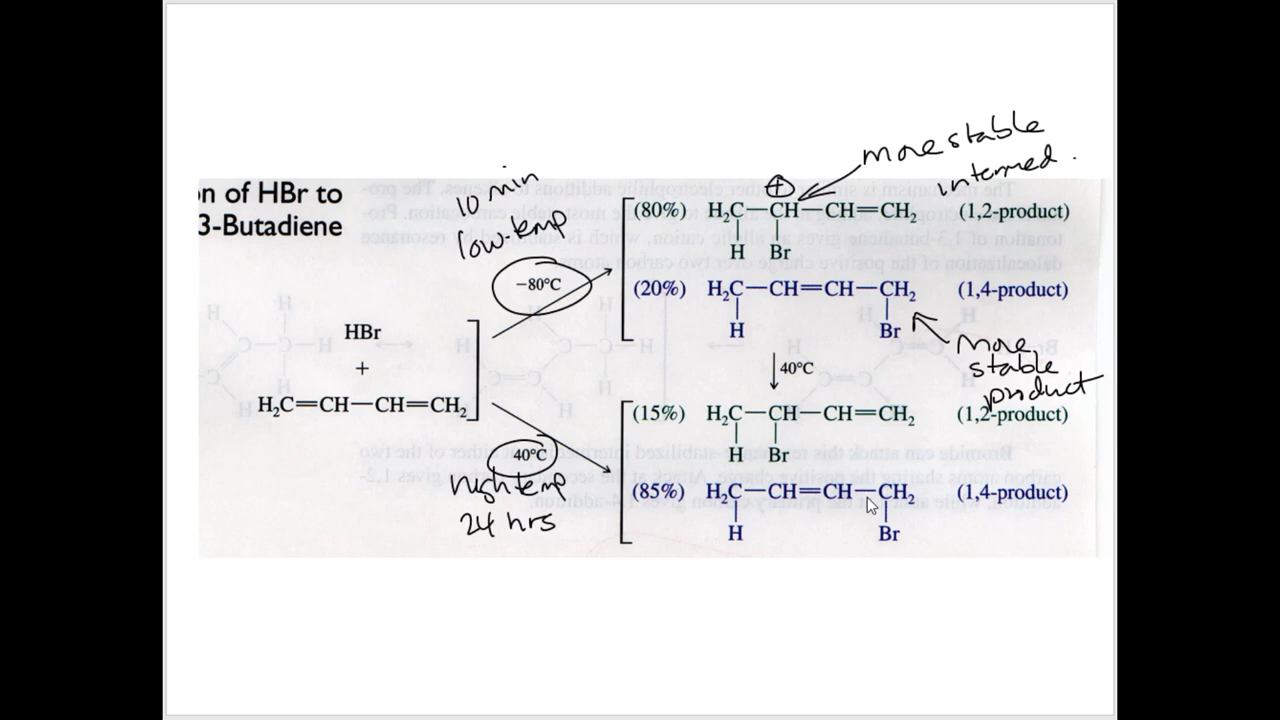 on of HBr to
3-Butadiene
10 min
low-temp
-80°C
HBr
+
H₂C=CH—CH=CH₂
40°C
high temp
24 hrs
more stable
intermed.
+
(80%) H₂C—CH—CH=CH₂ (1,2-product)
H Br
(20%) H₂C—CH=CH—CH₂ (1,4-product)
H Br
more
stable
product
40°C
(15%) H₂C—CH—CH=CH₂ (1,2-product)
H Br
(85%) H₂C—CH=CH—CH₂ (1,4-product)
H Br